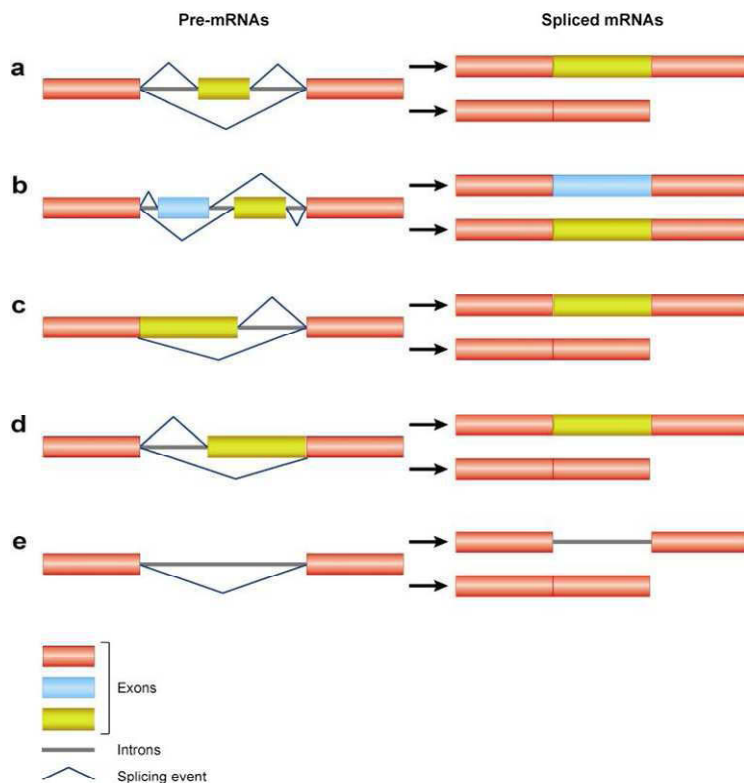 Pre-mRNAs
Spliced mRNAs
a
b
c
d
e
Exons
Introns
Splicing event